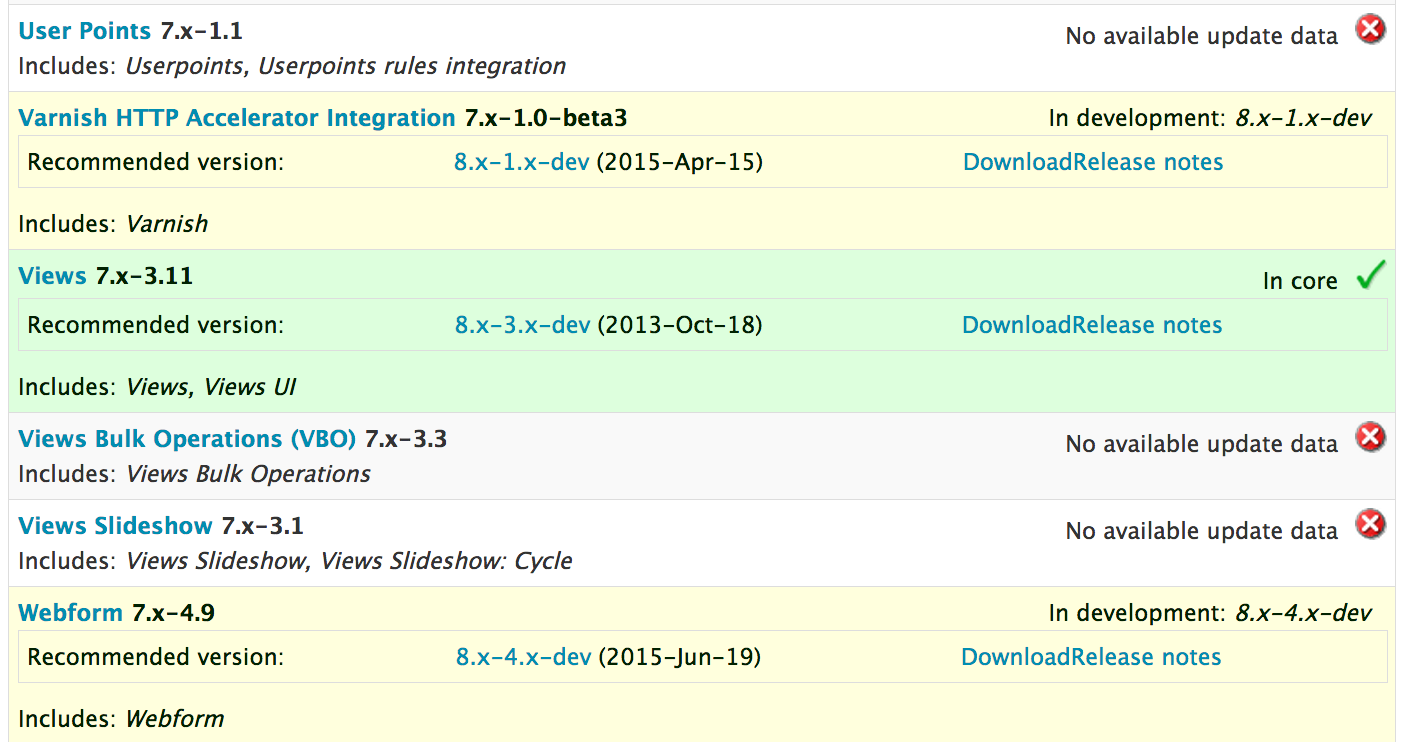 User Points 7.x-1.1 No available update data
Includes: Userpoints, Userpoints rules integration
Varnish HTTP Accelerator Integration 7.x-1.0-beta3 In development: 8.x-1.x-dev
Recommended version: 8.x-1.x-dev (2015-Apr-15) DownloadRelease notes
Includes: Varnish
Views 7.x-3.11 In core
Recommended version: 8.x-3.x-dev (2013-Oct-18) DownloadRelease notes
Includes: Views, Views UI
Views Bulk Operations (VBO) 7.x-3.3 No available update data
Includes: Views Bulk Operations
Views Slideshow 7.x-3.1 No available update data
Includes: Views Slideshow, Views Slideshow: Cycle
Webform 7.x-4.9 In development: 8.x-4.x-dev
Recommended version: 8.x-4.x-dev (2015-Jun-19) DownloadRelease notes
Includes: Webform